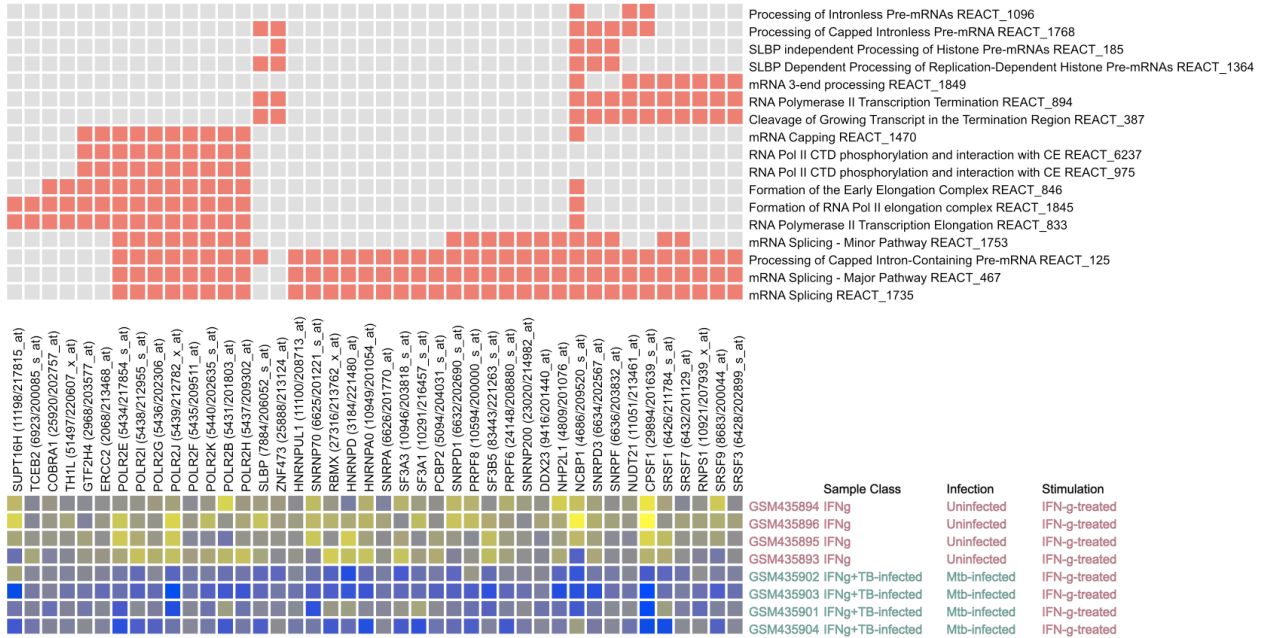 Processing of Intronless Pre-mRNAs REACT_1096
Processing of Capped Intronless Pre-mRNA REACT_1768
SLBP independent Processing of Histone Pre-mRNAs REACT_185
SLBP Dependent Processing of Replication-Dependent Histone Pre-mRNAs REACT_1364
mRNA 3-end processing REACT_1849
RNA Polymerase II Transcription Termination REACT_894
Cleavage of Growing Transcript in the Termination Region REACT_387
mRNA Capping REACT_1470
RNA Pol II CTD phosphorylation and interaction with CE REACT_6237
RNA Pol II CTD phosphorylation and interaction with CE REACT_975
Formation of the Early Elongation Complex REACT_846
Formation of RNA Pol II elongation complex REACT_1845
RNA Polymerase II Transcription Elongation REACT_833
mRNA Splicing - Minor Pathway REACT_1753
Processing of Capped Intron-Containing Pre-mRNA REACT_125
mRNA Splicing - Major Pathway REACT_467
mRNA Splicing REACT_1735
SUPT16H (11198/217815_at)
TCEB2 (6923/200085_s_at)
COBRA1 (25920/202757_at)
TH1L (51497/220607_x_at)
GTF2H4 (2968/203577_at)
ERCC2 (2068/213468_at)
POLR2E (5434/217854_s_at)
POLR2I (5438/212955_s_at)
POLR2G (5436/202306_at)
POLR2J (5439/212782_x_at)
POLR2F (5435/209511_at)
POLR2K (5440/202635_s_at)
POLR2B (5431/201803_at)
POLR2H (5437/209302_at)
SLBP (7884/206052_s_at)
ZNF473 (25888/213124_at)
HNRNPUL1 (11100/208713_at)
SNRNP70 (6625/201221_s_at)
RBMX (27316/213762_x_at)
HNRNPD (3184/221480_at)
HNRNPA0 (10949/201054_at)
SNRPA (6626/201770_at)
SF3A3 (10946/203818_s_at)
SF3A1 (10291/216457_s_at)
PCBP2 (5094/204031_s_at)
SNRPD1 (6632/202690_s_at)
PRPF8 (10594/200000_s_at)
SF3B5 (83443/221263_s_at)
PRPF6 (24148/208880_s_at)
SNRNP200 (23020/214982_at)
DDX23 (9416/201440_at)
NHP2L1 (4809/201076_at)
NCBP1 (4686/209520_s_at)
SNRPD3 (6634/202567_at)
SNRPF (6636/203832_at)
NUDT21 (11051/213461_at)
CPSF1 (29894/201639_s_at)
SRSF1 (6426/211784_s_at)
SRSF7 (6432/201129_at)
RNPS1 (10921/207939_x_at)
SRSF9 (8683/200044_at)
SRSF3 (6428/202899_s_at)
Sample Class Infection Stimulation
GSM435894 IFNg Uninfected IFN-g-treated
GSM435896 IFNg Uninfected IFN-g-treated
GSM435895 IFNg Uninfected IFN-g-treated
GSM435893 IFNg Uninfected IFN-g-treated
GSM435902 IFNg+TB-infected Mtb-infected IFN-g-treated
GSM435903 IFNg+TB-infected Mtb-infected IFN-g-treated
GSM435901 IFNg+TB-infected Mtb-infected IFN-g-treated
GSM435904 IFNg+TB-infected Mtb-infected IFN-g-treated